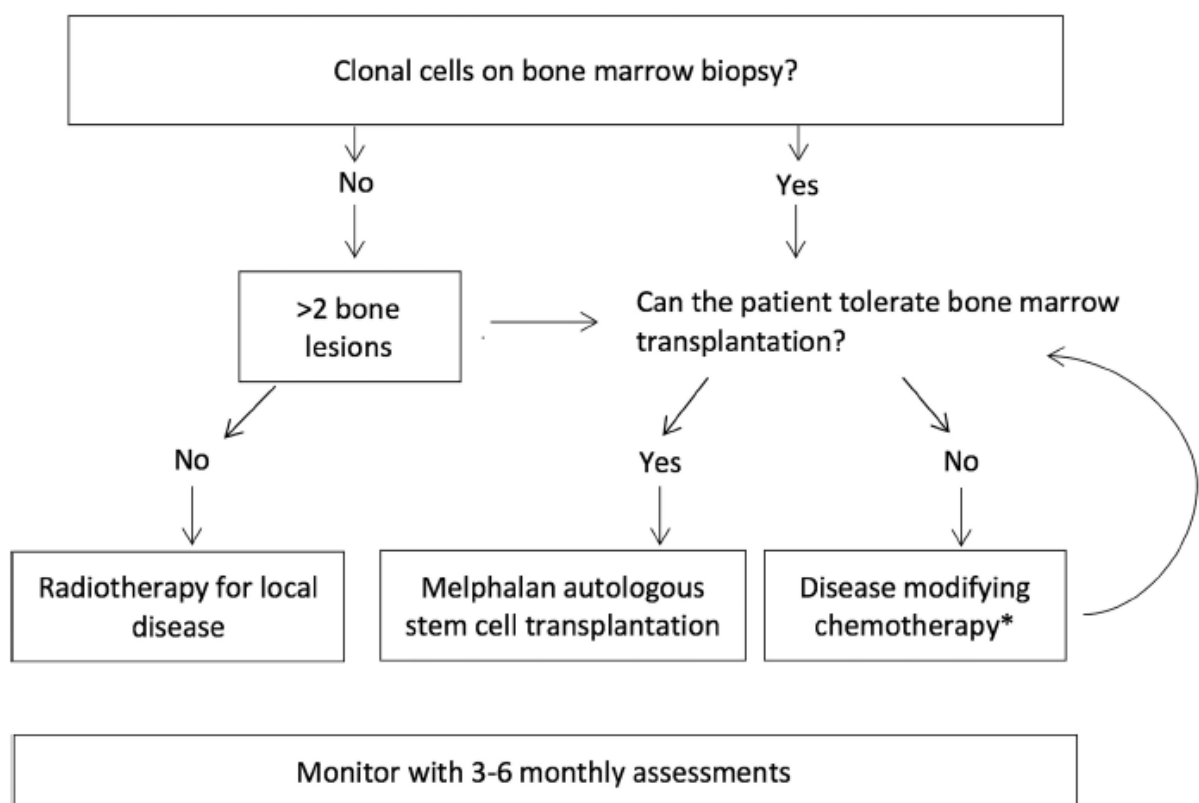 Clonal cells on bone marrow biopsy?
No
Yes
>2 bone
lesions
Can the patient tolerate bone marrow
transplantation?
No
Yes
No
Radiotherapy for local
disease
Melphalan autologous
stem cell transplantation
Disease modifying
chemotherapy*
Monitor with 3-6 monthly assessments